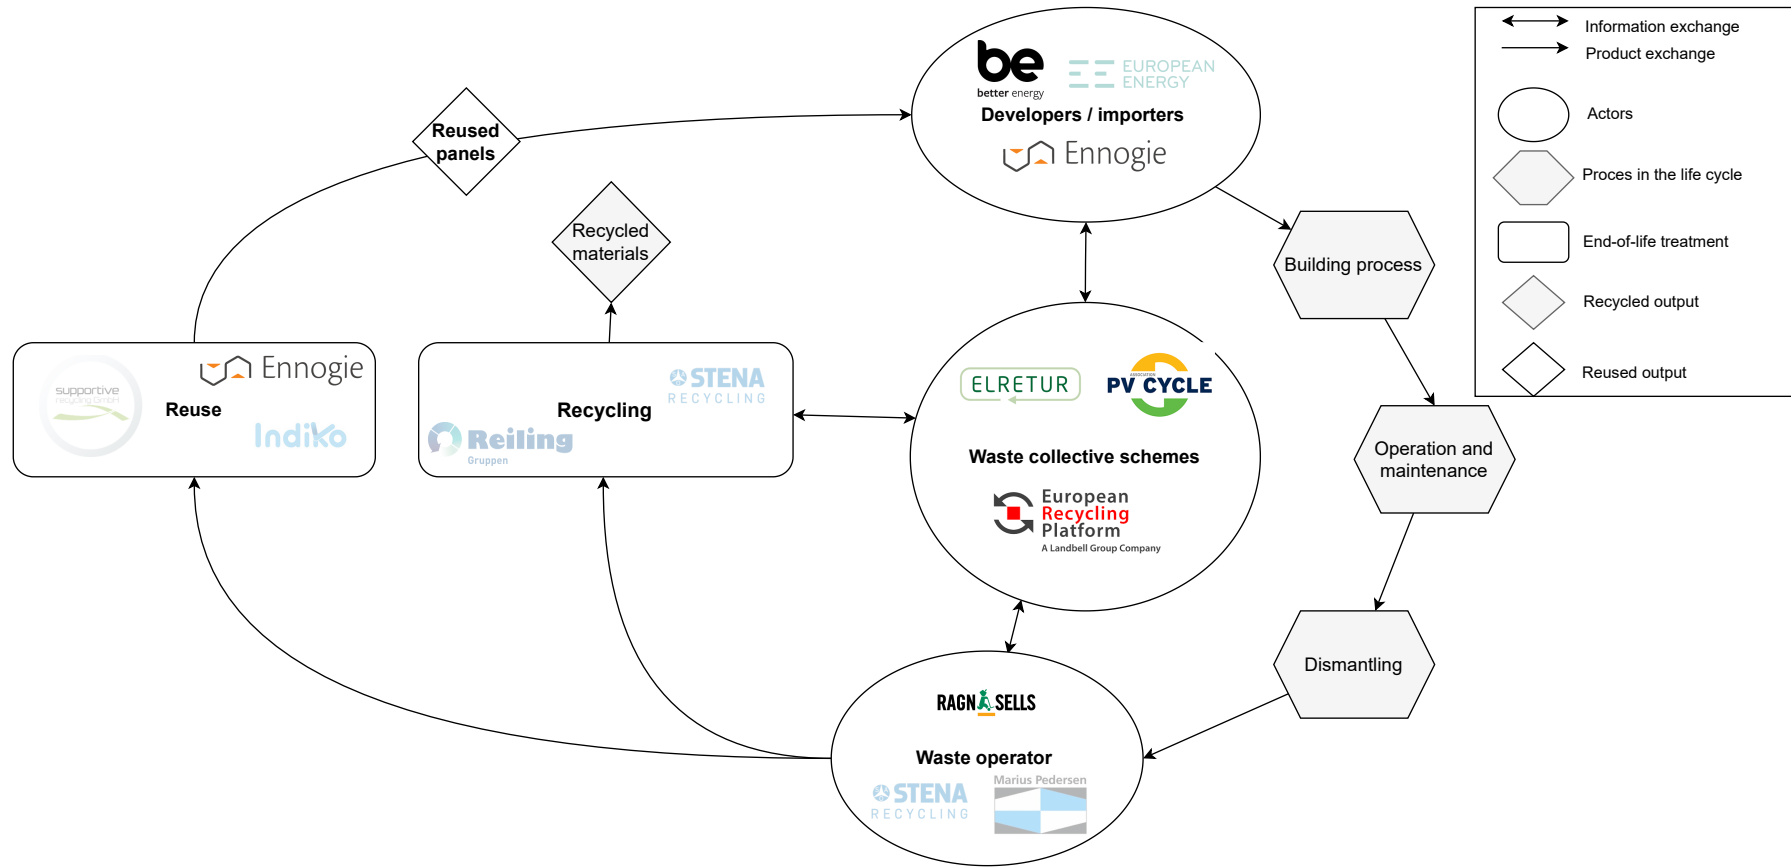 be
better energy
EUROPEAN
ENERGY
Developers / importers
Ennogie
Information exchange
Product exchange
Actors
Proces in the life cycle
End-of-life treatment
Recycled output
Reused output
Reused
panels
Recycled
materials
Building process
supportive
recycling GmbH
Ennogie
Reuse
Indiko
STENA
RECYCLING
Recycling
Reiling
Gruppen
ELRETUR
ASSOCIATION
PV CYCLE
Waste collective schemes
European
Recycling
Platform
A Landbell Group Company
Operation and
maintenance
Dismantling
RAGN SELLS
Waste operator
STENA
RECYCLING
Marius Pedersen